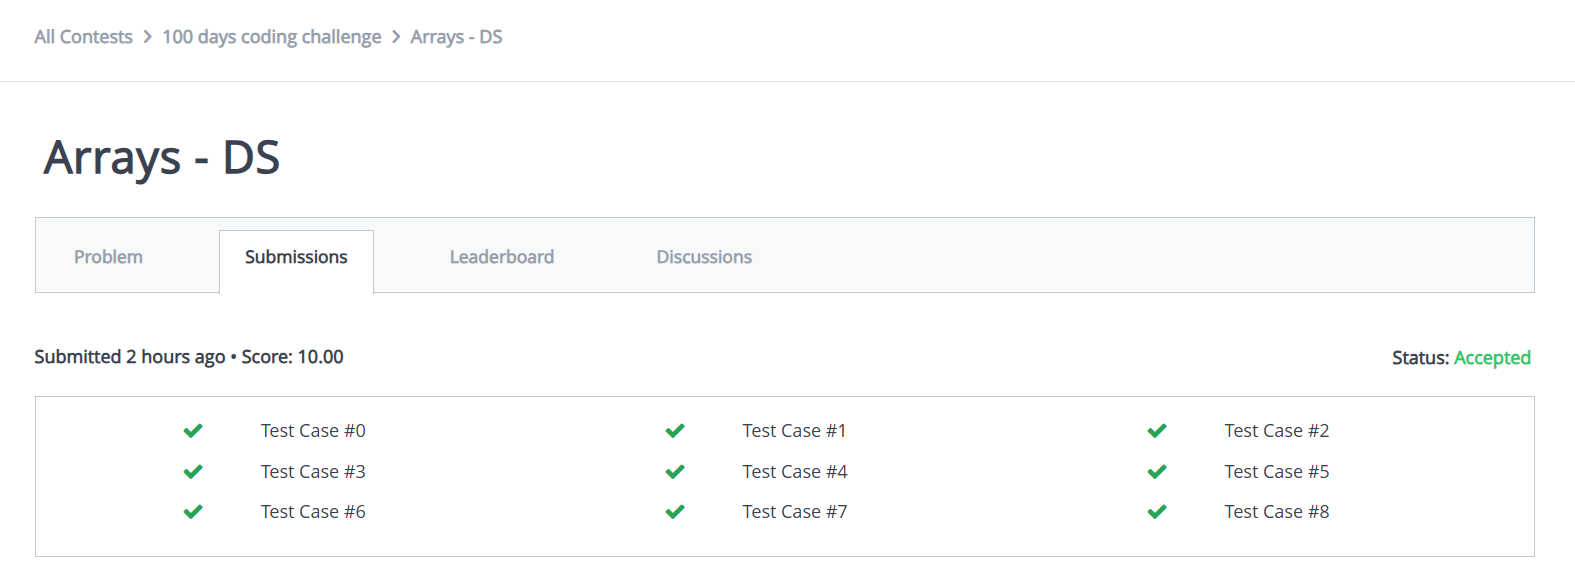 All Contests > 100 days coding challenge > Arrays - DS
Arrays - DS
Problem Submissions Leaderboard Discussions
Submitted 2 hours ago • Score: 10.00 Status: Accepted
Test Case #0 Test Case #1 Test Case #2
Test Case #3 Test Case #4 Test Case #5
Test Case #6 Test Case #7 Test Case #8